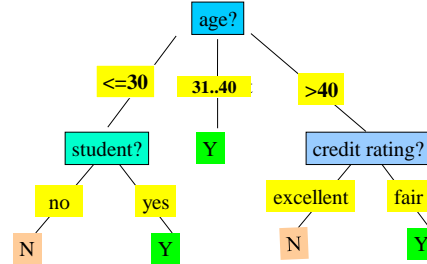 age?
<=30
31..40
>40
student?
Y
credit rating?
no
yes
excellent
fair
N
Y
N
Y